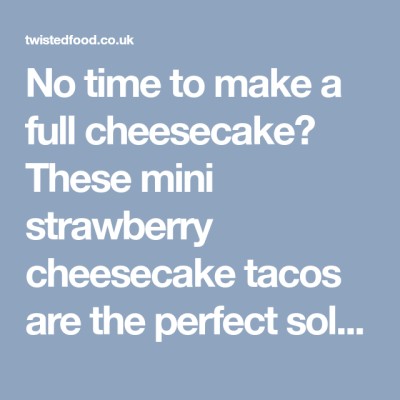 twistedfood.co.uk
No time to make a
full cheesecake?
These mini
strawberry
cheesecake tacos
are the perfect sol...